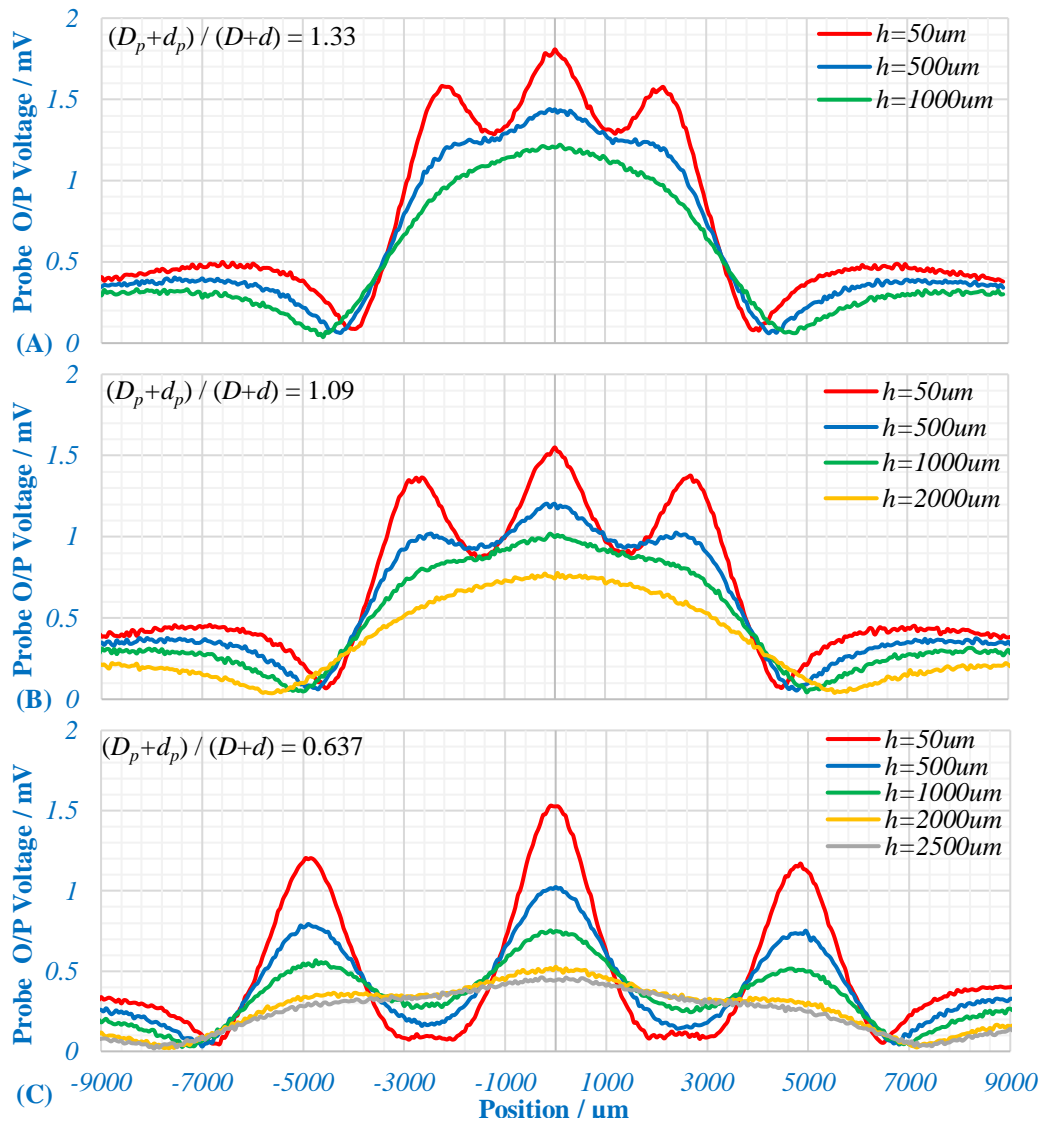 2
(Dp+dp) / (D+d) = 1.33
h=50um
h=500um
h=1000um
1.5
1
0.5
0
Probe O/P Voltage / mV
(A)
2
(Dp+dp) / (D+d) = 1.09
h=50um
h=500um
h=1000um
h=2000um
1.5
1
0.5
0
Probe O/P Voltage / mV
(B)
2
(Dp+dp) / (D+d) = 0.637
h=50um
h=500um
h=1000um
h=2000um
h=2500um
1.5
1
0.5
0
Probe O/P Voltage / mV
(C)
-9000 -7000 -5000 -3000 -1000 1000 3000 5000 7000 9000
Position / um